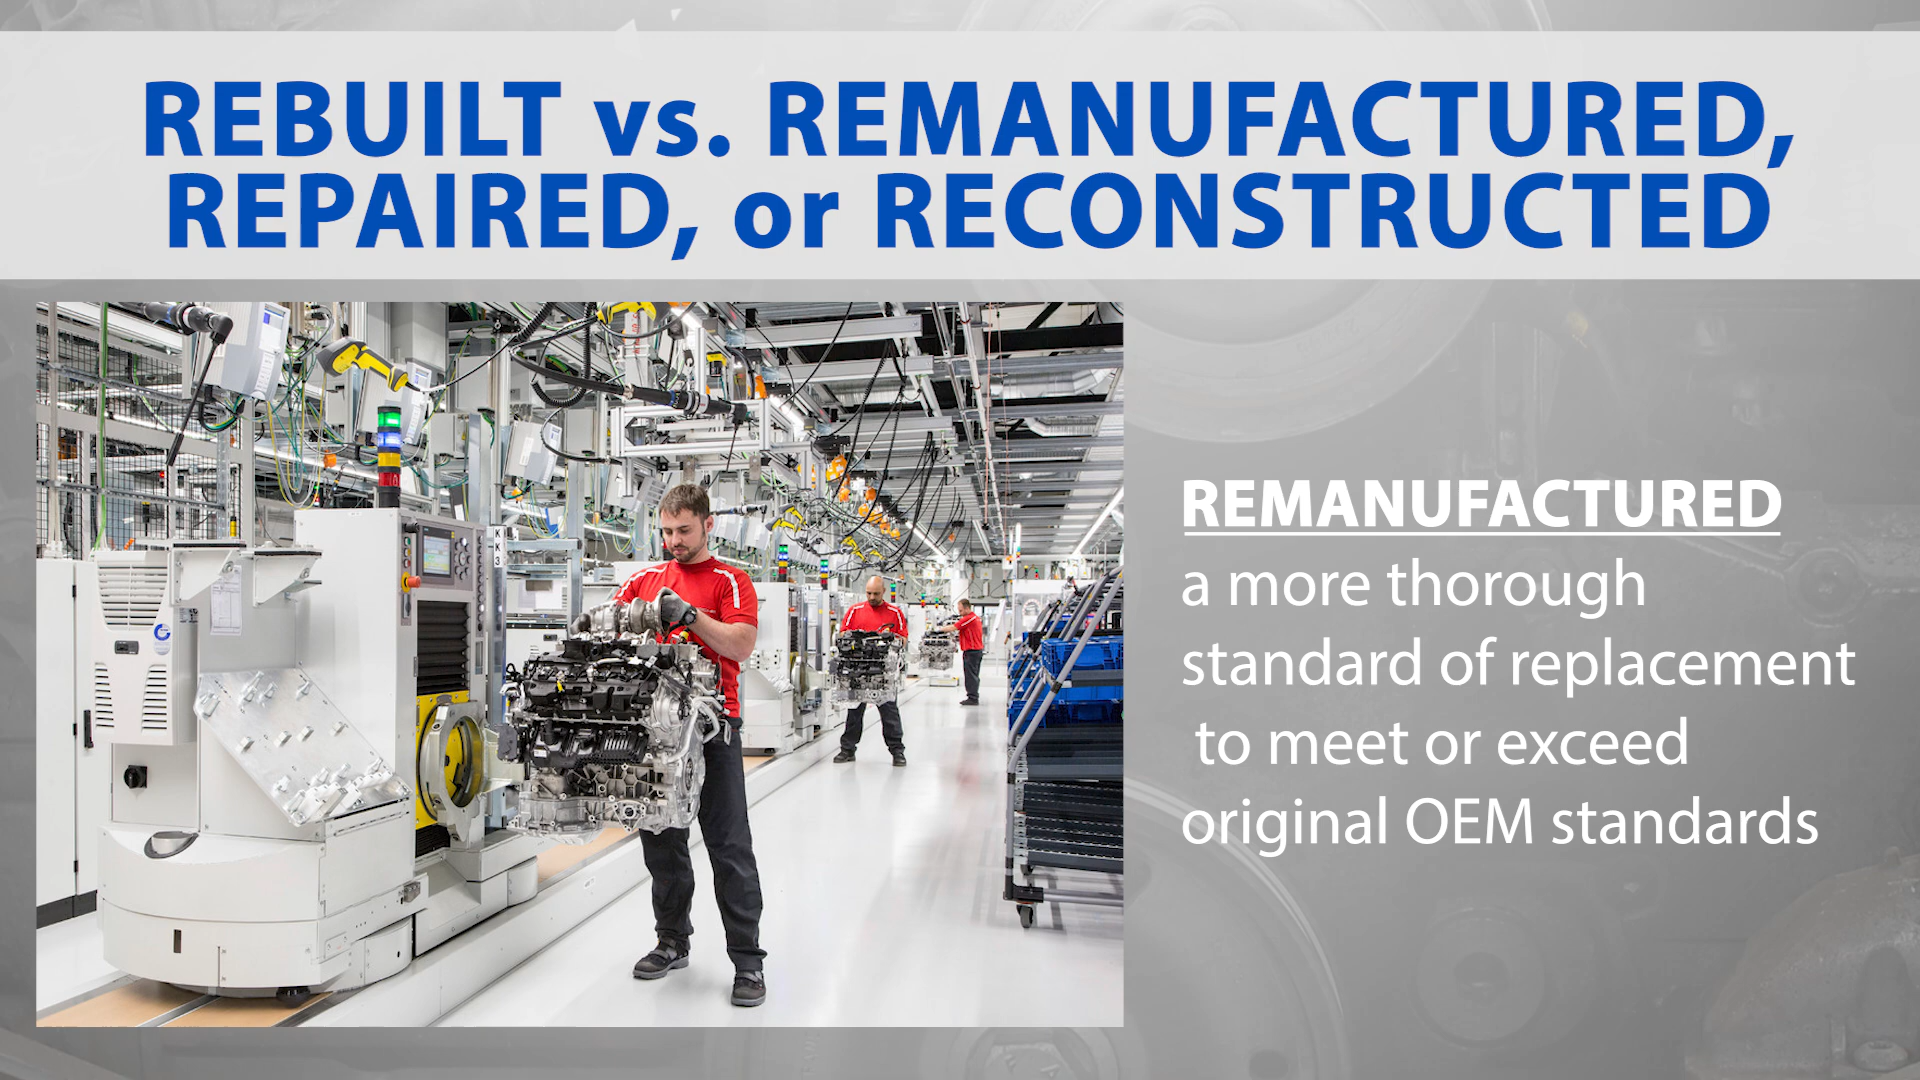 REBUILT vs. REMANUFACTURED,
REPAIRED, or RECONSTRUCTED
KK3
REMANUFACTURED
a more thorough
standard of replacement
to meet or exceed
original OEM standards